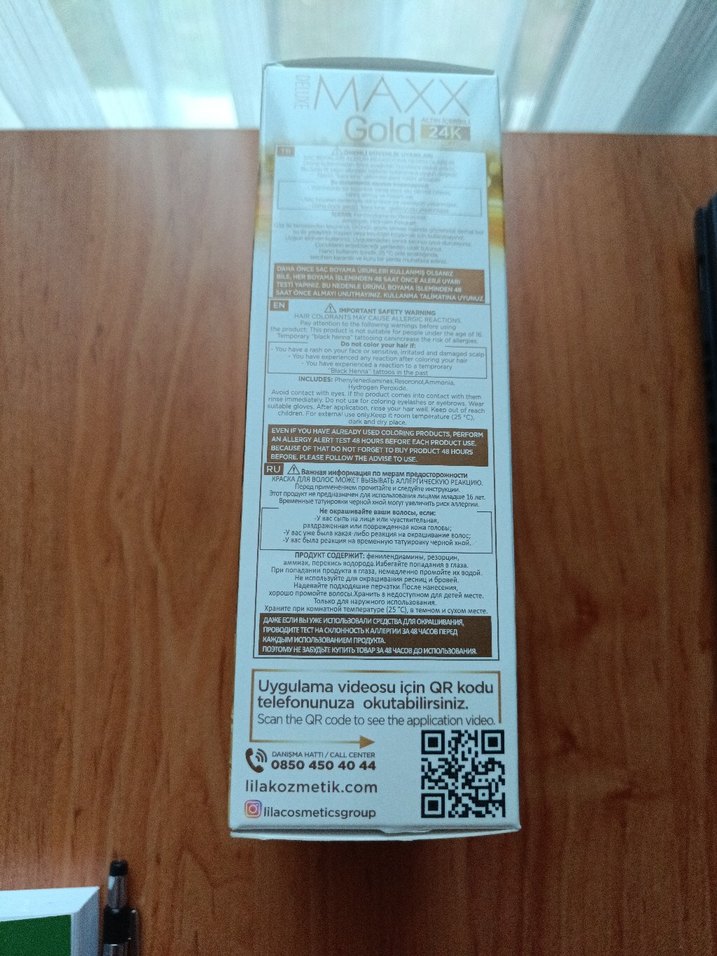 DELUXE
MAXX
ALTIN İÇERİKLİ
Gold 24K
TR
ÖNEMLİ GÜVENLİK UYARILARI
DAHA ÖNCE SAÇ BOYAMA ÜRÜNLERİ KULLANMIŞ OLSANIZ
BİLE, HER BOYAMA İŞLEMİNDEN 48 SAAT ÖNCE ALERJİ UYARI
TESTİ YAPINIZ. BU NEDENLE ÜRÜNÜ, BOYAMA İŞLEMİNDEN 48
SAAT ÖNCE ALMAYI UNUTMAYINIZ. KULLANMA TALİMATINA UYUNUZ
EN
IMPORTANT SAFETY WARNING
HAIR COLORANTS MAY CAUSE ALLERGIC REACTIONS.
Pay attention to the following warnings before using
the product. This product is not suitable for people under the age of 16.
Temporary "black henna" tattooing canincrease the risk of allergies.
Do not color your hair if:
- You have a rash on your face or sensitive, irritated and damaged scalp
- You have experienced any reaction after coloring your hair
- You have experienced a reaction to a temprorary
"Black Henna" tattoos in the past
INCLUDES: Phenylenediamines,Resoronol,Ammonia,
Hydrogen Peroxide.
Avoid contact with eyes. If the product comes into contact with them
rinse immediately. Do not use for coloring eyelashes or eyebrows. Wear
suitable gloves. After application, rinse your hair well. Keep out of reach
children. For external use only.Keep it room temperature (25 °C),
dark and dry place.
EVEN IF YOU HAVE ALREADY USED COLORING PRODUCTS, PERFORM
AN ALLERGY ALERT TEST 48 HOURS BEFORE EACH PRODUCT USE.
BECAUSE OF THAT DO NOT FORGET TO BUY PRODUCT 48 HOURS
BEFORE. PLEASE FOLLOW THE ADVISE TO USE.
RU
Важная информация по мерам предосторожности
КРАСКА ДЛЯ ВОЛОС МОЖЕТ ВЫЗЫВАТЬ АЛЛЕРГИЧЕСКУЮ РЕАКЦИЮ.
Перед применением прочитайте и следуйте инструкции.
Этот продукт не предназначен для использования лицами младше 16 лет.
Временные татуировки черной хной могут увеличить риск аллергии.
Не окрашивайте ваши волосы, если:
-У вас сыпь на лице или чувствительная,
раздраженная или поврежденная кожа головы;
-У вас уже была какая-либо реакция на окрашивание волос;
-У вас была реакция на временную татуировку черной хной.
ПРОДУКТ СОДЕРЖИТ: фенилендиамины, резорцин,
аммиак, перекись водорода.Избегайте попадания в глаза.
При попадании продукта в глаза, немедленно промойте их водой.
Не используйте для окрашивания ресниц и бровей.
Надевайте подходящие перчатки После нанесения,
хорошо промойте волосы.Хранить в недоступном для детей месте.
Только для наружного использования.
Храните при комнатной температуре (25 °C), в темном и сухом месте.
ДАЖЕ ЕСЛИ ВЫ УЖЕ ИСПОЛЬЗОВАЛИ СРЕДСТВА ДЛЯ ОКРАШИВАНИЯ,
ПРОВОДИТЕ ТЕСТ НА СКЛОННОСТЬ К АЛЛЕРГИИ ЗА 48 ЧАСОВ ПЕРЕД
КАЖДЫМ ИСПОЛЬЗОВАНИЕМ ПРОДУКТА.
ПОЭТОМУ НЕ ЗАБУДЬТЕ КУПИТЬ ТОВАР ЗА 48 ЧАСОВ ДО ИСПОЛЬЗОВАНИЯ.
Uygulama videosu için QR kodu
telefonunuza okutabilirsiniz.
Scan the QR code to see the application video.
DANIŞMA HATTI / CALL CENTER
0850 450 40 44
lilakozmetik.com
lilacosmeticsgroup